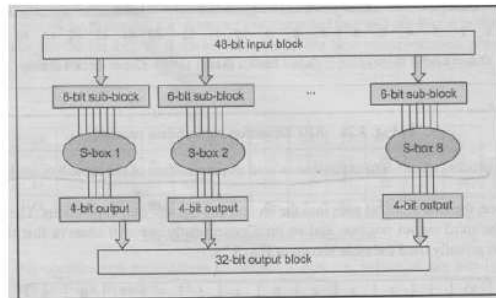 48-bit input block
6-bit sub-block 6-bit sub-block ... 6-bit sub-block
S-box 1 S-box 2 S-box 8
4-bit output 4-bit output 4-bit output
32-bit output block